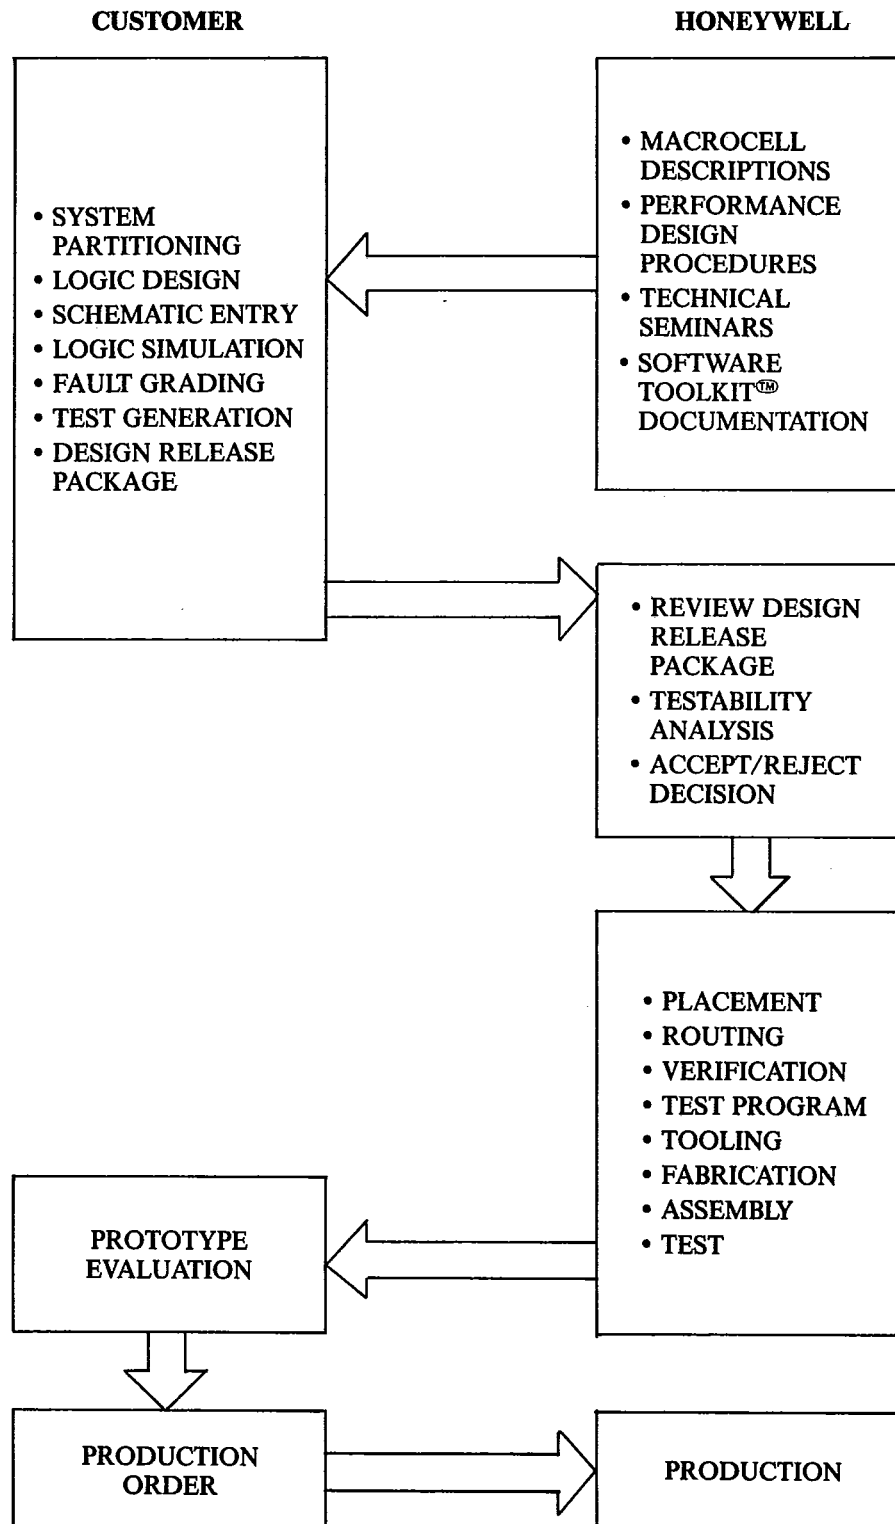 CUSTOMER
HONEYWELL
• SYSTEM
PARTITIONING
• LOGIC DESIGN
• SCHEMATIC ENTRY
• LOGIC SIMULATION
• FAULT GRADING
• TEST GENERATION
• DESIGN RELEASE
PACKAGE
• MACROCELL
DESCRIPTIONS
• PERFORMANCE
DESIGN
PROCEDURES
• TECHNICAL
SEMINARS
• SOFTWARE
TOOLKIT™
DOCUMENTATION
• REVIEW DESIGN
RELEASE
PACKAGE
• TESTABILITY
ANALYSIS
• ACCEPT/REJECT
DECISION
• PLACEMENT
• ROUTING
• VERIFICATION
• TEST PROGRAM
• TOOLING
• FABRICATION
• ASSEMBLY
• TEST
PROTOTYPE
EVALUATION
PRODUCTION
ORDER
PRODUCTION